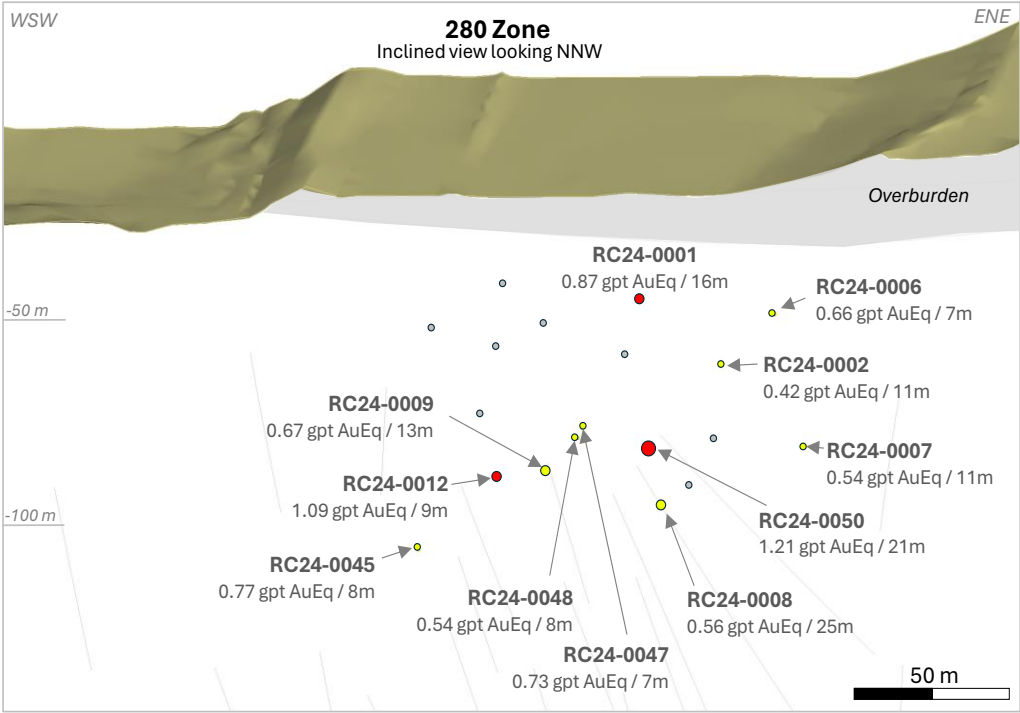 WSW
ENE
280 Zone
Inclined view looking NNW
Overburden
RC24-0001
0.87 gpt AuEq / 16m
RC24-0006
0.66 gpt AuEq / 7m
-50 m
RC24-0002
0.42 gpt AuEq / 11m
RC24-0009
0.67 gpt AuEq / 13m
RC24-0007
0.54 gpt AuEq / 11m
RC24-0012
1.09 gpt AuEq / 9m
-100 m
RC24-0050
1.21 gpt AuEq / 21m
RC24-0045
0.77 gpt AuEq / 8m
RC24-0048
0.54 gpt AuEq / 8m
RC24-0008
0.56 gpt AuEq / 25m
RC24-0047
0.73 gpt AuEq / 7m
50 m